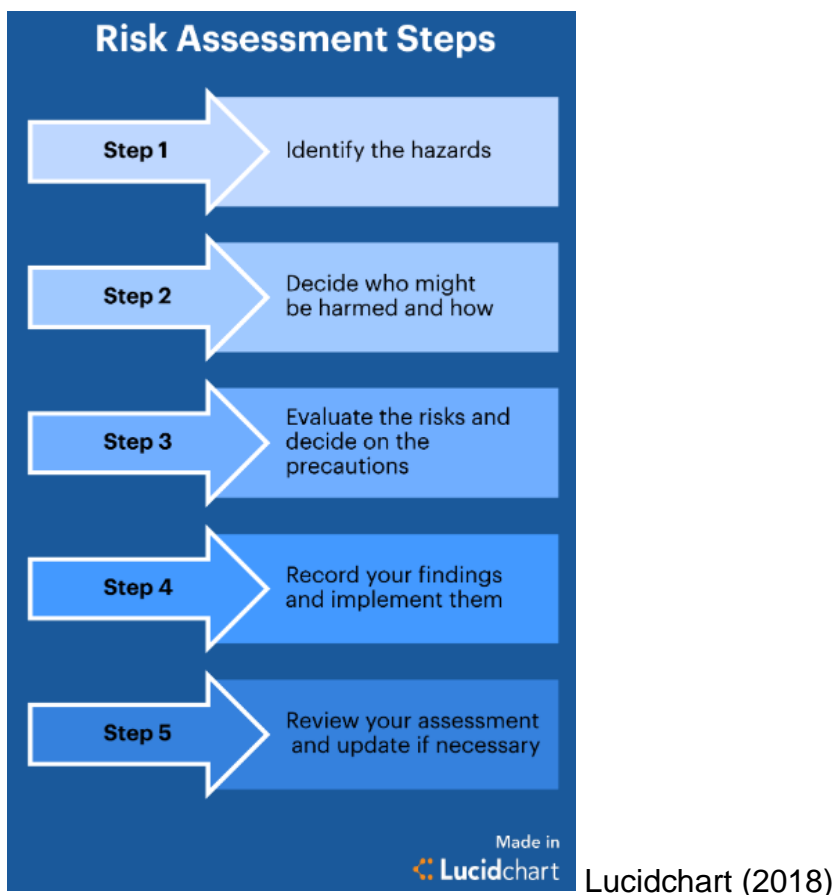 Risk Assessment Steps
Step 1
Identify the hazards
Step 2
Decide who might
be harmed and how
Step 3
Evaluate the risks and
decide on the
precautions
Step 4
Record your findings
and implement them
Step 5
Review your assessment
and update if necessary
Made in
Lucidchart
Lucidchart (2018)